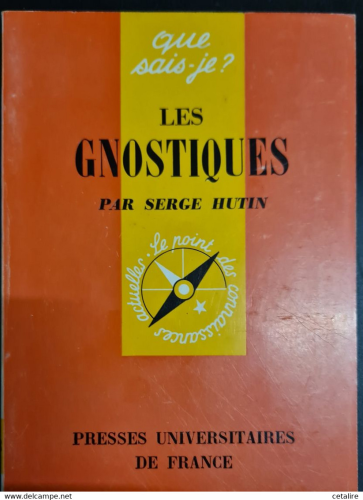 que
sais-je?
LES
GNOSTIQUES
PAR SERGE HUTIN
Le point des connaissances actuelles
PRESSES UNIVERSITAIRES
DE FRANCE
www.delcampe.net
cetalire